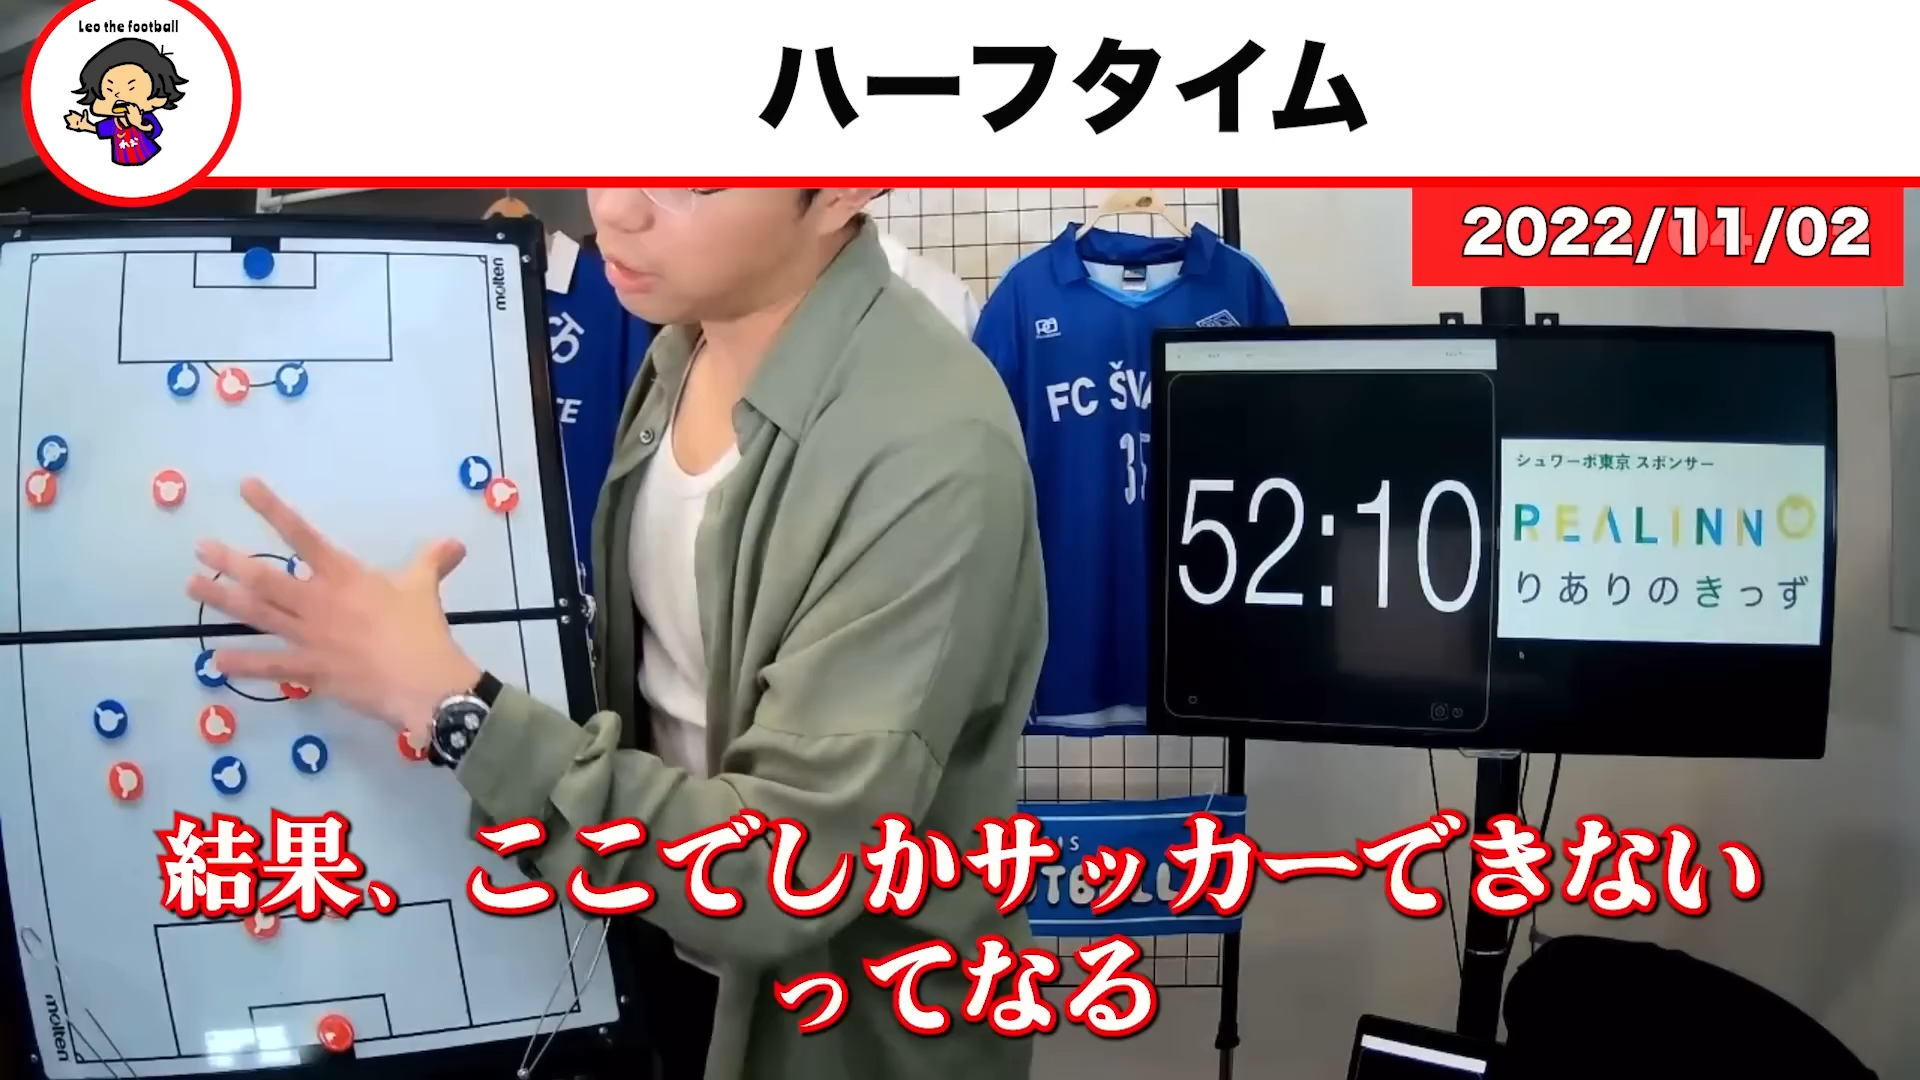 Leo the football
ハーフタイム
2022/11/02
molten
FC ŠVA
35
シュワーボ東京 スポンサー
REALINNO
りありのきっず
52:10
結果、ここでしかサッカーできない
ってなる
molten